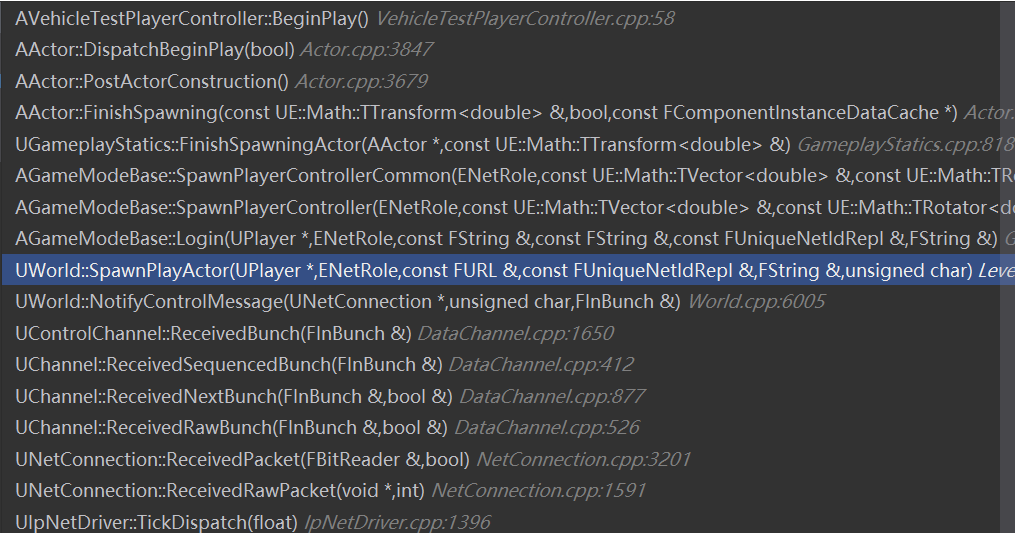 AVehicleTestPlayerController::BeginPlay() VehicleTestPlayerController.cpp:58
AActor::DispatchBeginPlay(bool) Actor.cpp:3847
AActor::PostActorConstruction() Actor.cpp:3679
AActor::FinishSpawning(const UE::Math::TTransform<double> &,bool,const FComponentInstanceDataCache *) Actor.
UGameplayStatics::FinishSpawningActor(AActor *,const UE::Math::TTransform<double> &) GameplayStatics.cpp:818
AGameModeBase::SpawnPlayerControllerCommon(ENetRole,const UE::Math::TVector<double> &,const UE::Math::TR
AGameModeBase::SpawnPlayerController(ENetRole,const UE::Math::TVector<double> &,const UE::Math::TRotator<do
AGameModeBase::Login(UPlayer *,ENetRole,const FString &,const FString &,const FUniqueNetIdRepl &,FString &) G
UWorld::SpawnPlayActor(UPlayer *,ENetRole,const FURL &,const FUniqueNetIdRepl &,FString &,unsigned char) Leve
UWorld::NotifyControlMessage(UNetConnection *,unsigned char,FInBunch &) World.cpp:6005
UControlChannel::ReceivedBunch(FInBunch &) DataChannel.cpp:1650
UChannel::ReceivedSequencedBunch(FInBunch &) DataChannel.cpp:412
UChannel::ReceivedNextBunch(FInBunch &,bool &) DataChannel.cpp:877
UChannel::ReceivedRawBunch(FInBunch &,bool &) DataChannel.cpp:526
UNetConnection::ReceivedPacket(FBitReader &,bool) NetConnection.cpp:3201
UNetConnection::ReceivedRawPacket(void *,int) NetConnection.cpp:1591
UIpNetDriver::TickDispatch(float) IpNetDriver.cpp:1396